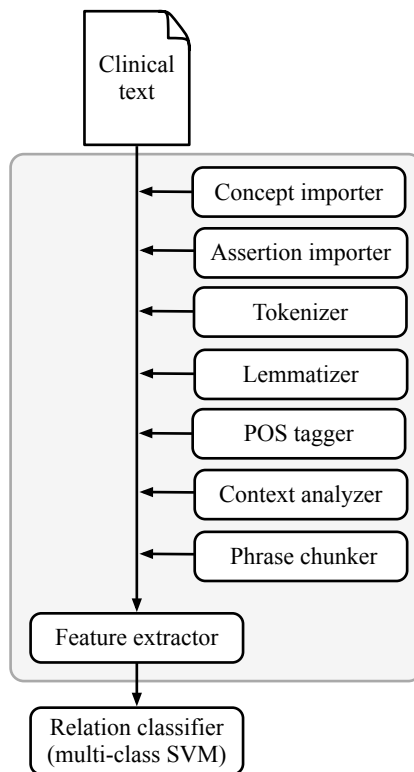 Clinical
text
Concept importer
Assertion importer
Tokenizer
Lemmatizer
POS tagger
Context analyzer
Phrase chunker
Feature extractor
Relation classifier
(multi-class SVM)